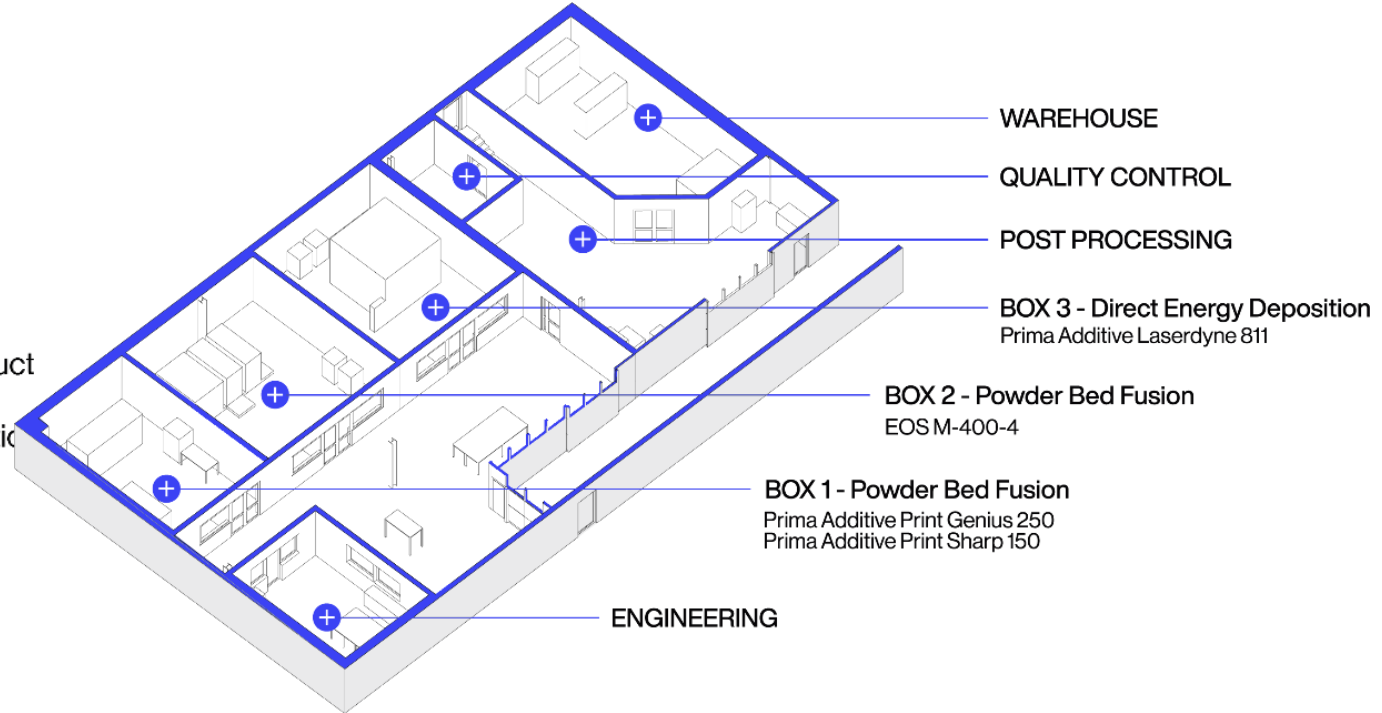 WAREHOUSE
QUALITY CONTROL
POST PROCESSING
BOX 3 - Direct Energy Deposition
Prima Additive Laserdyne 811
BOX 2 - Powder Bed Fusion
EOS M-400-4
BOX 1 - Powder Bed Fusion
Prima Additive Print Genius 250
Prima Additive Print Sharp 150
ENGINEERING